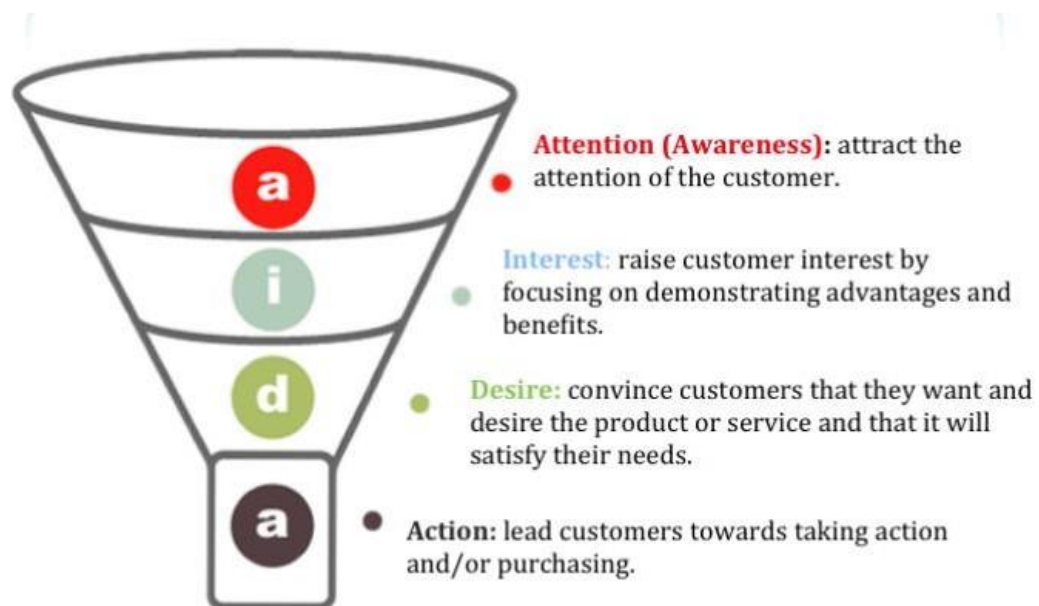 a
Attention (Awareness): attract the
attention of the customer.
i
Interest: raise customer interest by
focusing on demonstrating advantages and
benefits.
d
Desire: convince customers that they want and
desire the product or service and that it will
satisfy their needs.
a
Action: lead customers towards taking action
and/or purchasing.